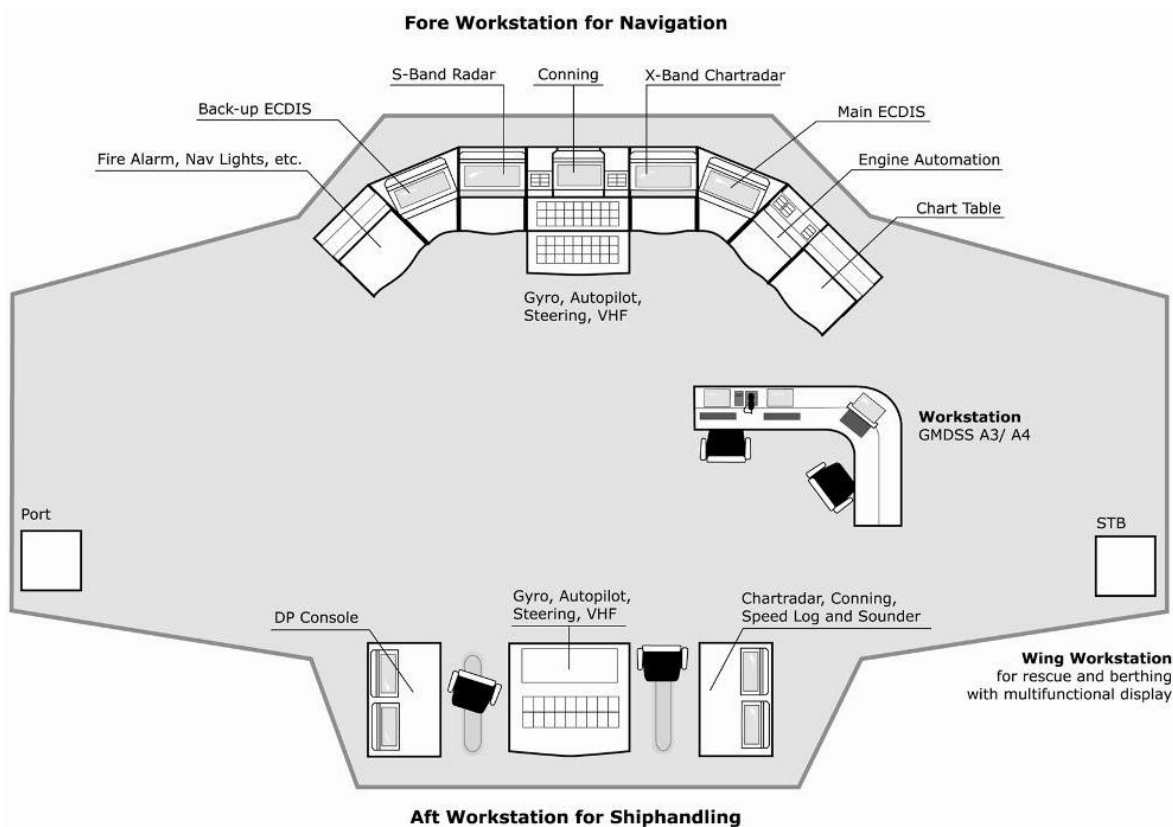 Fore Workstation for Navigation
S-Band Radar
Conning
X-Band Chartradar
Back-up ECDIS
Main ECDIS
Fire Alarm, Nav Lights, etc.
Engine Automation
Chart Table
Gyro, Autopilot,
Steering, VHF
Workstation
GMDSS A3/ A4
Port
STB
DP Console
Gyro, Autopilot,
Steering, VHF
Chartradar, Conning,
Speed Log and Sounder
Wing Workstation
for rescue and berthing
with multifunctional display
Aft Workstation for Shiphandling